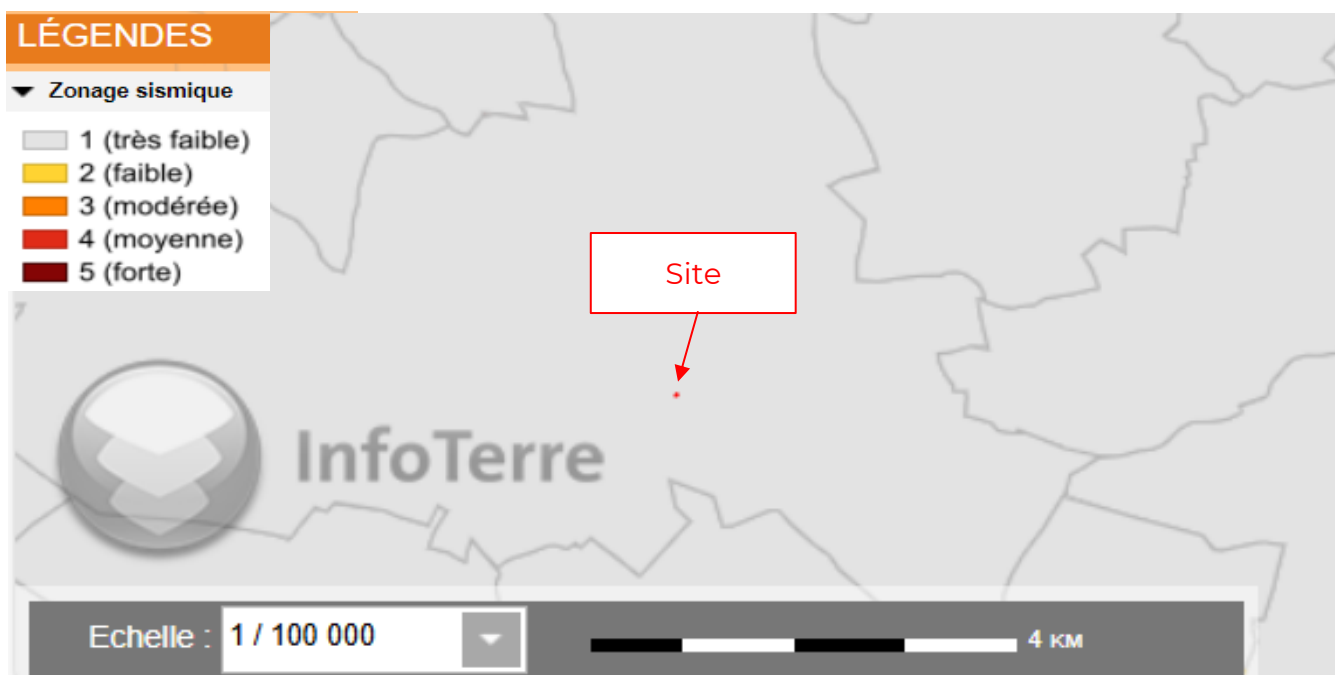 LÉGENDES
Zonage sismique
1 (très faible)
2 (faible)
3 (modérée)
4 (moyenne)
5 (forte)
Site
InfoTerre
Echelle : 1 / 100 000
4 KM